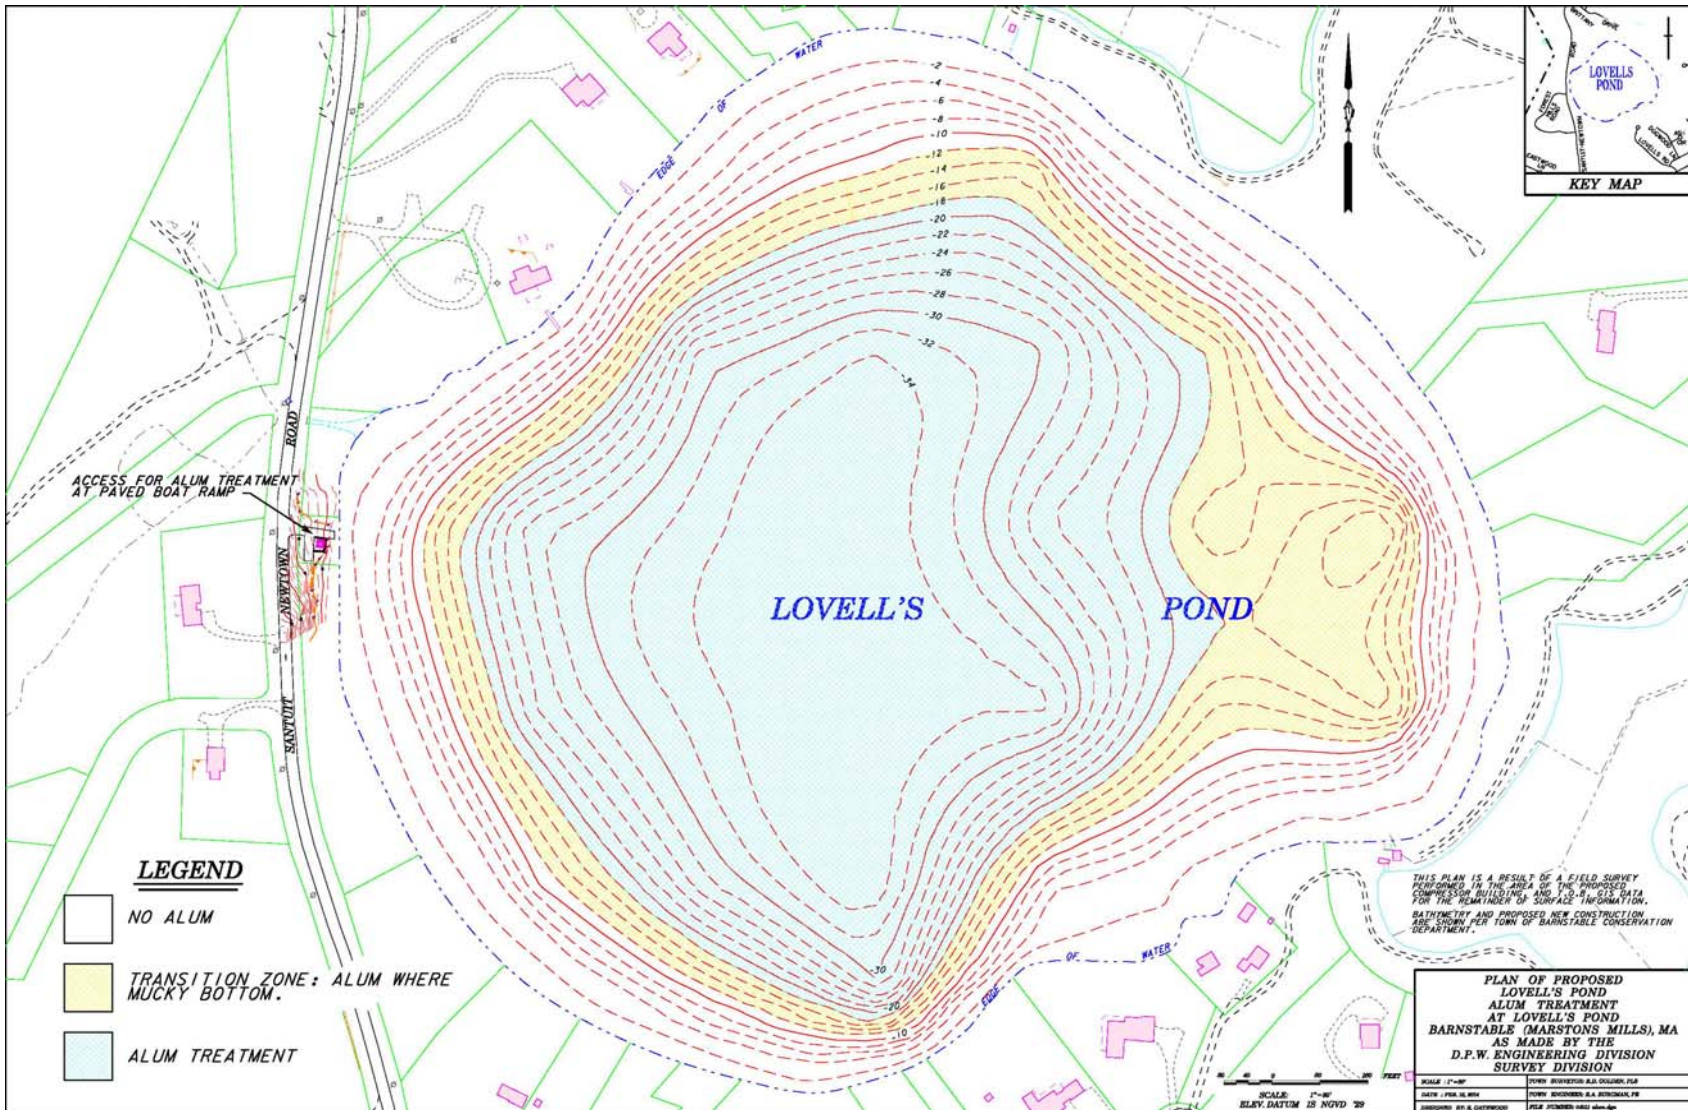 WATER
OF
EDGE
-2
-4
-6
-8
-10
-12
-14
-16
-18
-20
-22
-24
-26
-28
-30
-32
-34
ROAD
LOVELLS
POND
KEY MAP
ROAD
ACCESS FOR ALUM TREATMENT
AT PAVED BOAT RAMP
NEWTOWN
SANTUIT
LOVELL'S POND
LEGEND
NO ALUM
TRANSITION ZONE: ALUM WHERE
MUCKY BOTTOM.
ALUM TREATMENT
-30
-20
-10
EDGE
OF
WATER
THIS PLAN IS A RESULT OF A FIELD SURVEY
PERFORMED IN THE AREA OF THE PROPOSED
COMPRESSOR BUILDING, AND T.O.B. GIS DATA
FOR THE REMAINDER OF SURFACE INFORMATION.
BATHYMETRY AND PROPOSED NEW CONSTRUCTION
ARE SHOWN PER TOWN OF BARNSTABLE CONSERVATION
DEPARTMENT.
PLAN OF PROPOSED
LOVELL'S POND
ALUM TREATMENT
AT LOVELL'S POND
BARNSTABLE (MARSTONS MILLS), MA
AS MADE BY THE
D.P.W. ENGINEERING DIVISION
SURVEY DIVISION
FEET
SCALE:
ELEV. DATUM IS NGVD '29